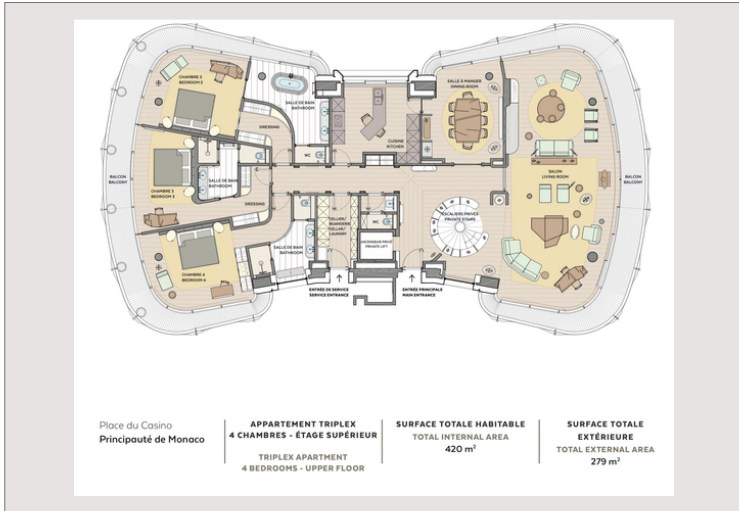 CHAMBRE 2
BEDROOM 2
SALLE DE BAIN
BATHROOM
DRESSING
WC
CUISINE
KITCHEN
SALLE À MANGER
DINING ROOM
SALON
LIVING ROOM
BALCON
BALCONY
BALCON
BALCONY
CHAMBRE 3
BEDROOM 3
SALLE DE BAIN
BATHROOM
DRESSING
CHAMBRE 4
BEDROOM 4
SALLE DE BAIN
BATHROOM
CELLIER/
BUANDERIE
CELLAR/
LAUNDRY
WC
ASCENSEUR PRIVÉ
PRIVATE LIFT
ESCALIERS PRIVÉS
PRIVATE STAIRS
ENTRÉE DE SERVICE
SERVICE ENTRANCE
ENTRÉE PRINCIPALE
MAIN ENTRANCE
Place du Casino
Principauté de Monaco
APPARTEMENT TRIPLEX
4 CHAMBRES - ÉTAGE SUPÉRIEUR
TRIPLEX APARTMENT
4 BEDROOMS - UPPER FLOOR
SURFACE TOTALE HABITABLE
TOTAL INTERNAL AREA
420 m²
SURFACE TOTALE
EXTÉRIEURE
TOTAL EXTERNAL AREA
279 m²